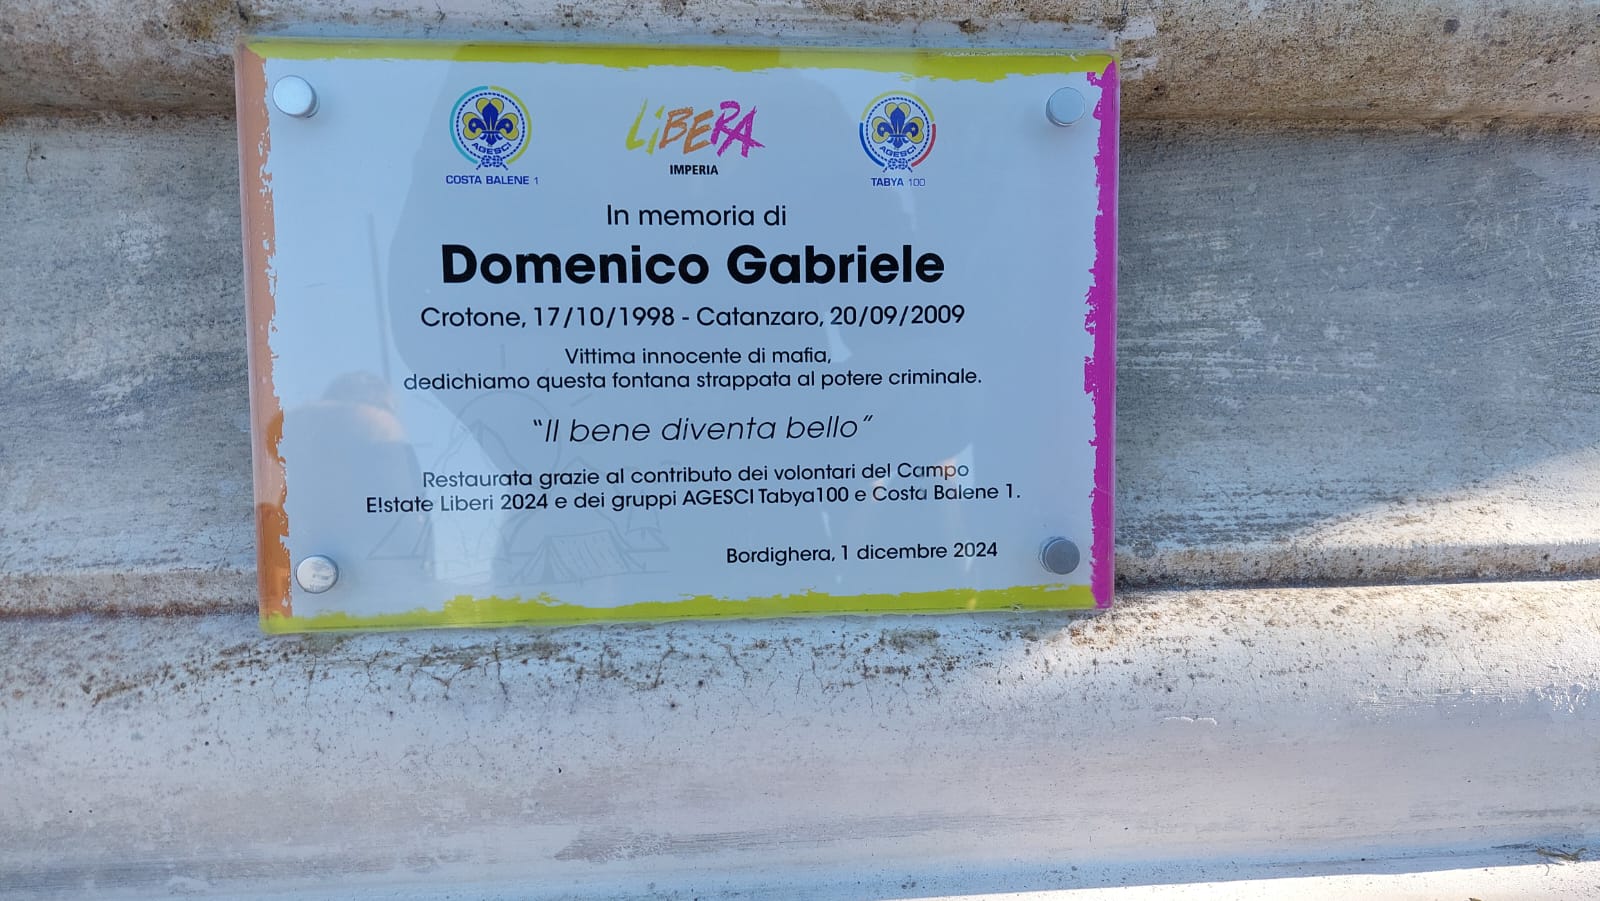 AGESCI
COSTA BALENE 1
LiBERA
IMPERIA
AGESCI
TABYA 100
In memoria di
Domenico Gabriele
Crotone, 17/10/1998 - Catanzaro, 20/09/2009
Vittima innocente di mafia,
dedichiamo questa fontana strappata al potere criminale.
“Il bene diventa bello”
Restaurata grazie al contributo dei volontari del Campo
E!state Liberi 2024 e dei gruppi AGESCI Tabya100 e Costa Balene 1.
Bordighera, 1 dicembre 2024